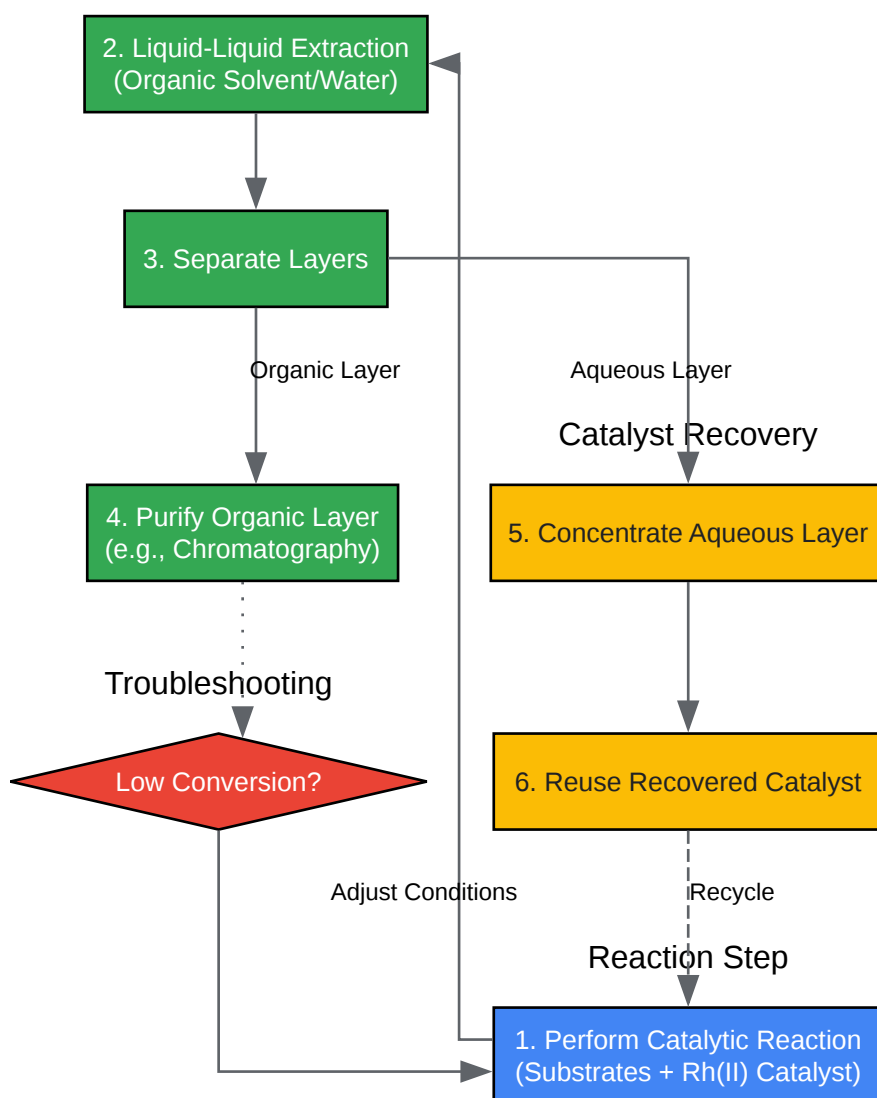 2. Liquid-Liquid Extraction
(Organic Solvent/Water)
3. Separate Layers
Organic Layer
Aqueous Layer
Catalyst Recovery
4. Purify Organic Layer
(e.g., Chromatography)
5. Concentrate Aqueous Layer
Troubleshooting
Low Conversion?
6. Reuse Recovered Catalyst
Adjust Conditions
Recycle
Reaction Step
1. Perform Catalytic Reaction
(Substrates + Rh(II) Catalyst)